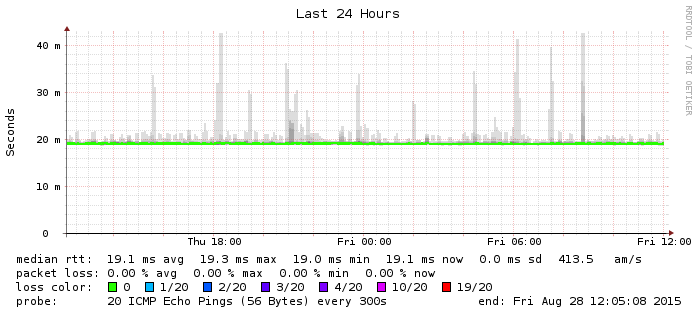 Last 24 Hours
RRDTOOL / TOBI OETIKER
Seconds
40 m
30 m
20 m
10 m
0
Thu 18:00 Fri 00:00 Fri 06:00 Fri 12:00
median rtt: 19.1 ms avg 19.3 ms max 19.0 ms min 19.1 ms now 0.0 ms sd 413.5 am/s
packet loss: 0.00 % avg 0.00 % max 0.00 % min 0.00 % now
loss color: 0 1/20 2/20 3/20 4/20 10/20 19/20
probe: 20 ICMP Echo Pings (56 Bytes) every 300s end: Fri Aug 28 12:05:08 2015